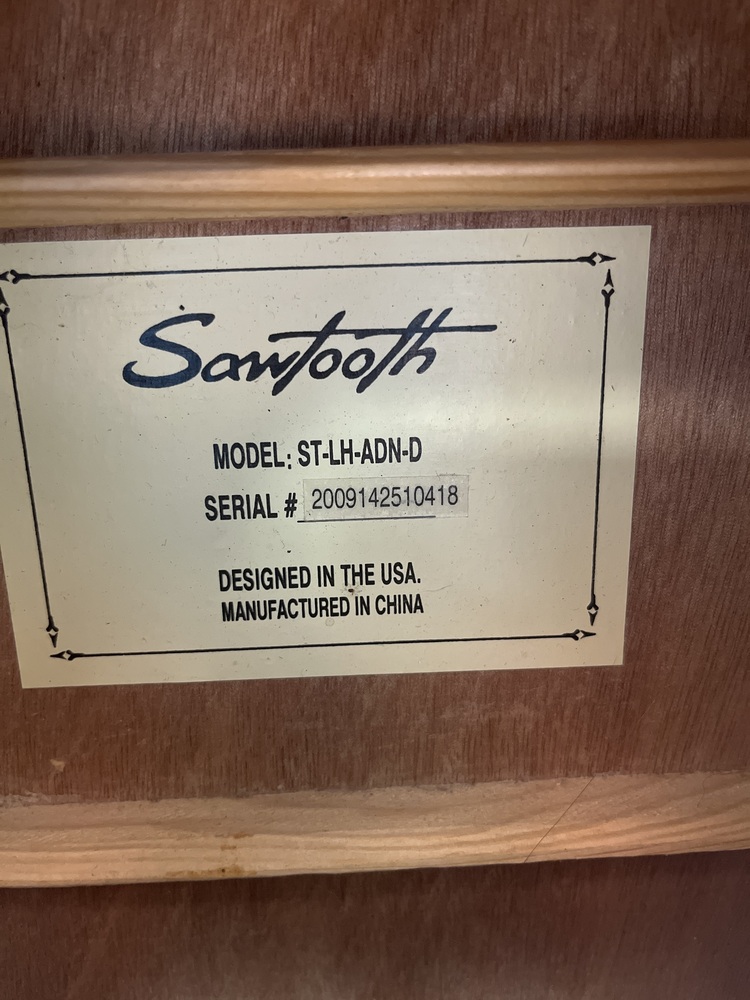 Sawtooth
MODEL: ST-LH-ADN-D
SERIAL # 2009142510418
DESIGNED IN THE USA.
MANUFACTURED IN CHINA